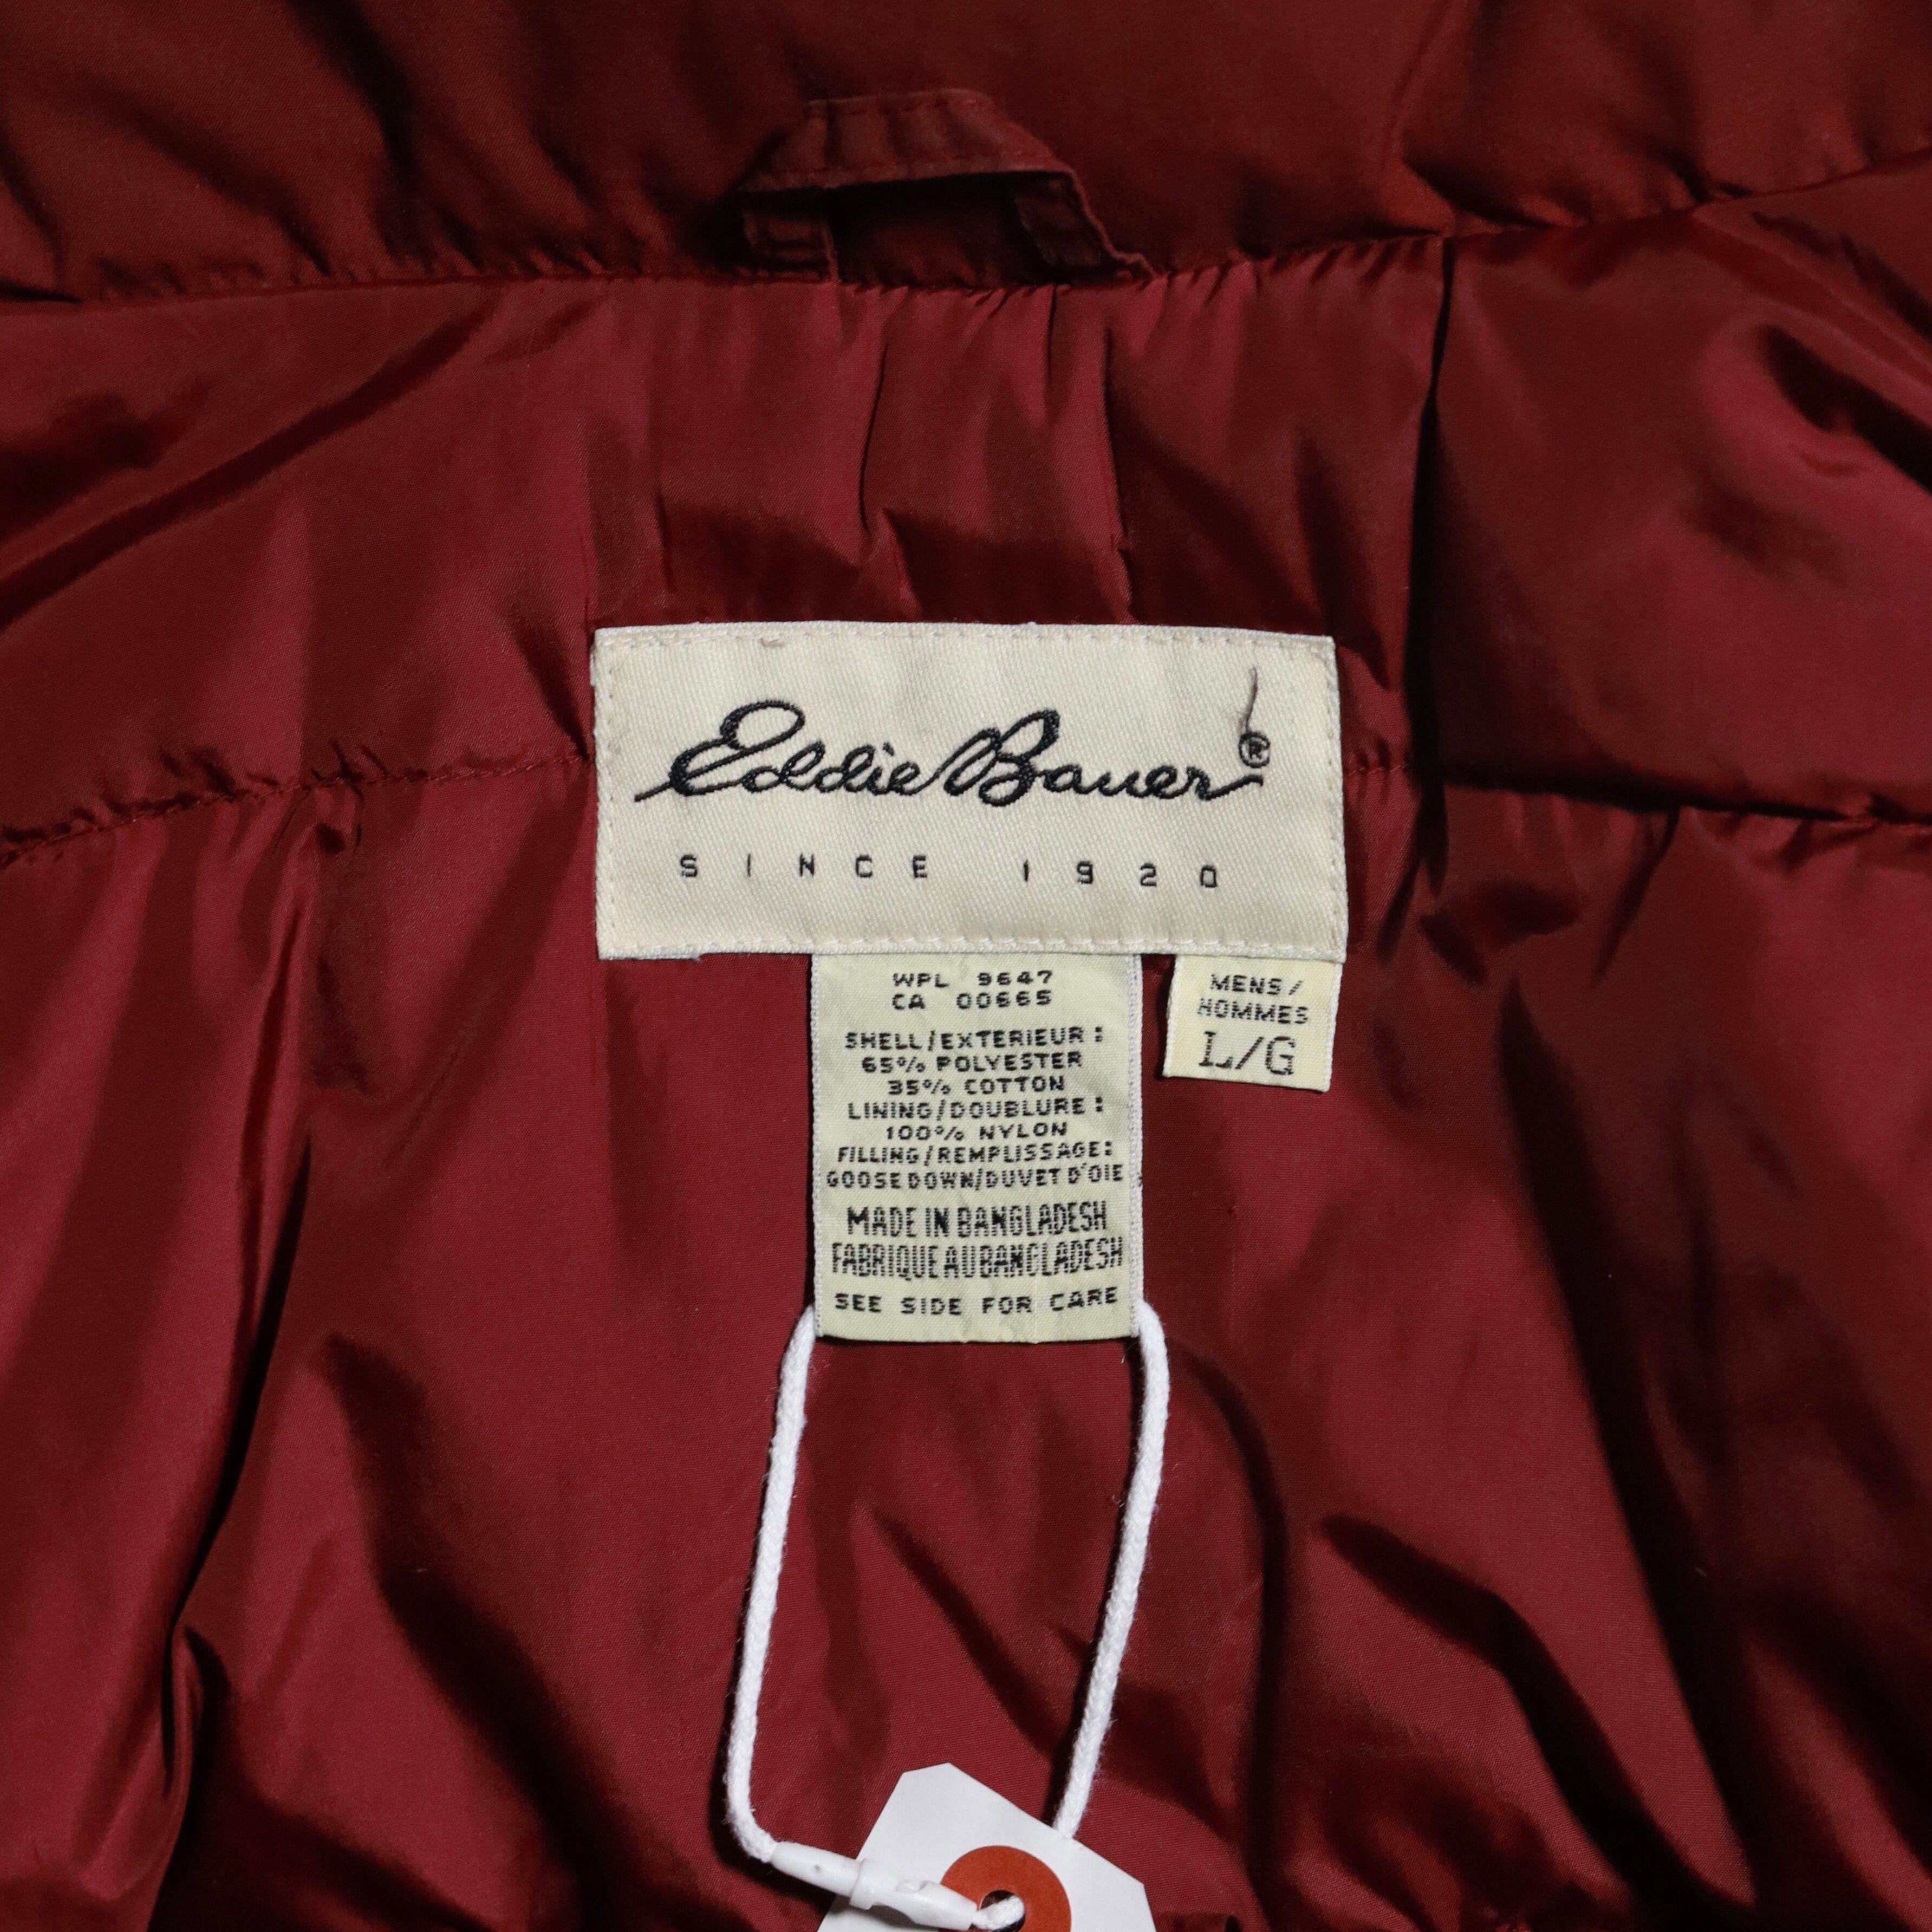 Eddie Bauer®
SINCE 1920
WPL 9647
CA 00665
SHELL/EXTERIEUR:
65% POLYESTER
35% COTTON
LINING/DOUBLURE:
100% NYLON
FILLING/REMPLISSAGE:
GOOSE DOWN/DUVET D'OIE
MADE IN BANGLADESH
FABRIQUE AU BANGLADESH
SEE SIDE FOR CARE
MENS/
HOMMES
L/G